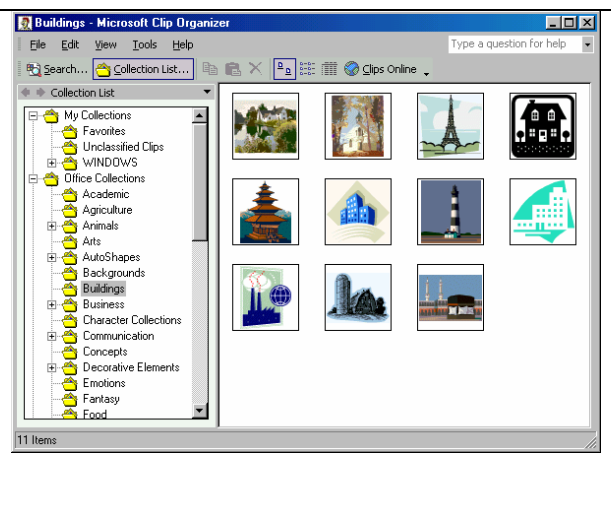 Buildings - Microsoft Clip Organizer
File Edit View Tools Help Type a question for help
Search... Collection List... Clips Online
Collection List
My Collections
Favorites
Unclassified Clips
WINDOWS
Office Collections
Academic
Agriculture
Animals
Arts
AutoShapes
Backgrounds
Buildings
Business
Character Collections
Communication
Concepts
Decorative Elements
Emotions
Fantasy
Food
11 Items